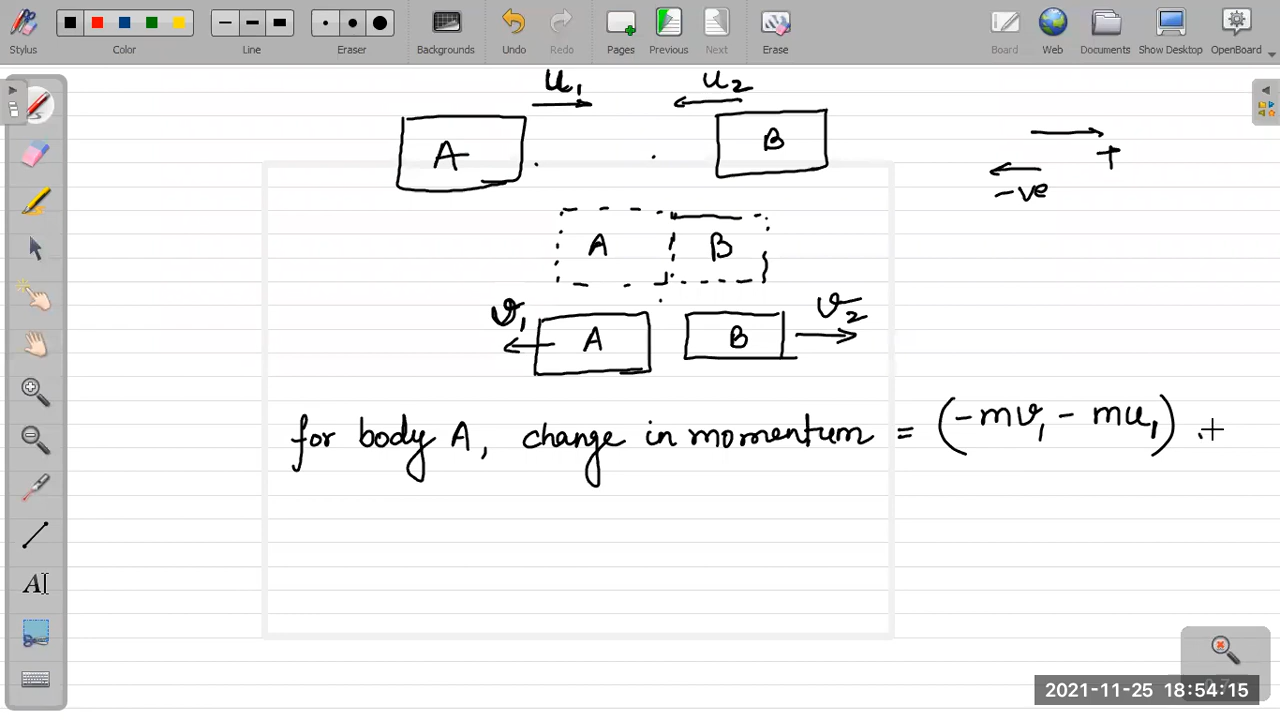 Stylus Color Line Eraser Backgrounds Undo Redo Pages Previous Next Erase Board Web Documents Show Desktop OpenBoard
u₁ u₂
A B
+
-ve
A B
v₁ v₂
A B
for body A, change in momentum = (-mv₁ - mu₁)
2021-11-25 18:54:15